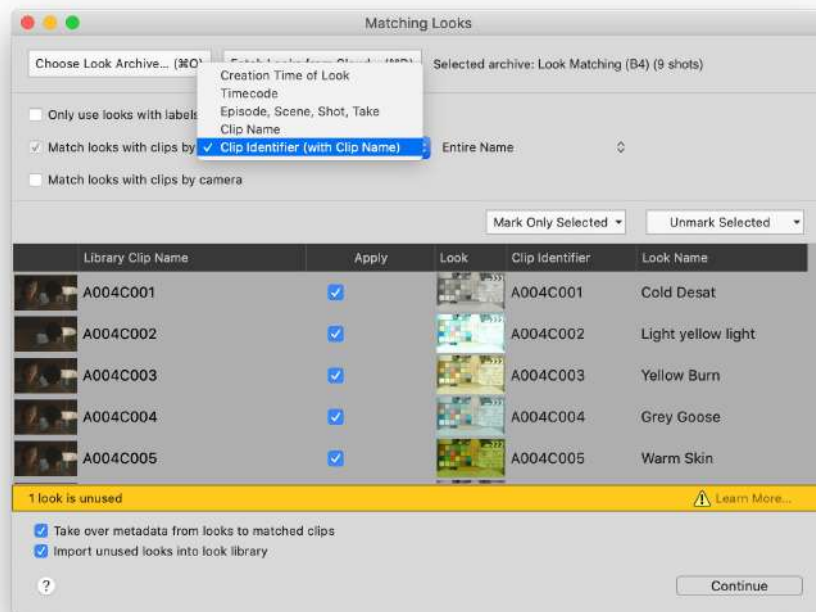 Matching Looks
Choose Look Archive... (⌘O)
Selected archive: Look Matching (B4) (9 shots)
Creation Time of Look
Timecode
Episode, Scene, Shot, Take
Clip Name
✓ Clip Identifier (with Clip Name)
Only use looks with labels
Match looks with clips by
Entire Name
Match looks with clips by camera
Mark Only Selected
Unmark Selected
Library Clip Name Apply Look Clip Identifier Look Name
A004C001 A004C001 Cold Desat
A004C002 A004C002 Light yellow light
A004C003 A004C003 Yellow Burn
A004C004 A004C004 Grey Goose
A004C005 A004C005 Warm Skin
1 look is unused
Learn More...
Take over metadata from looks to matched clips
Import unused looks into look library
?
Continue